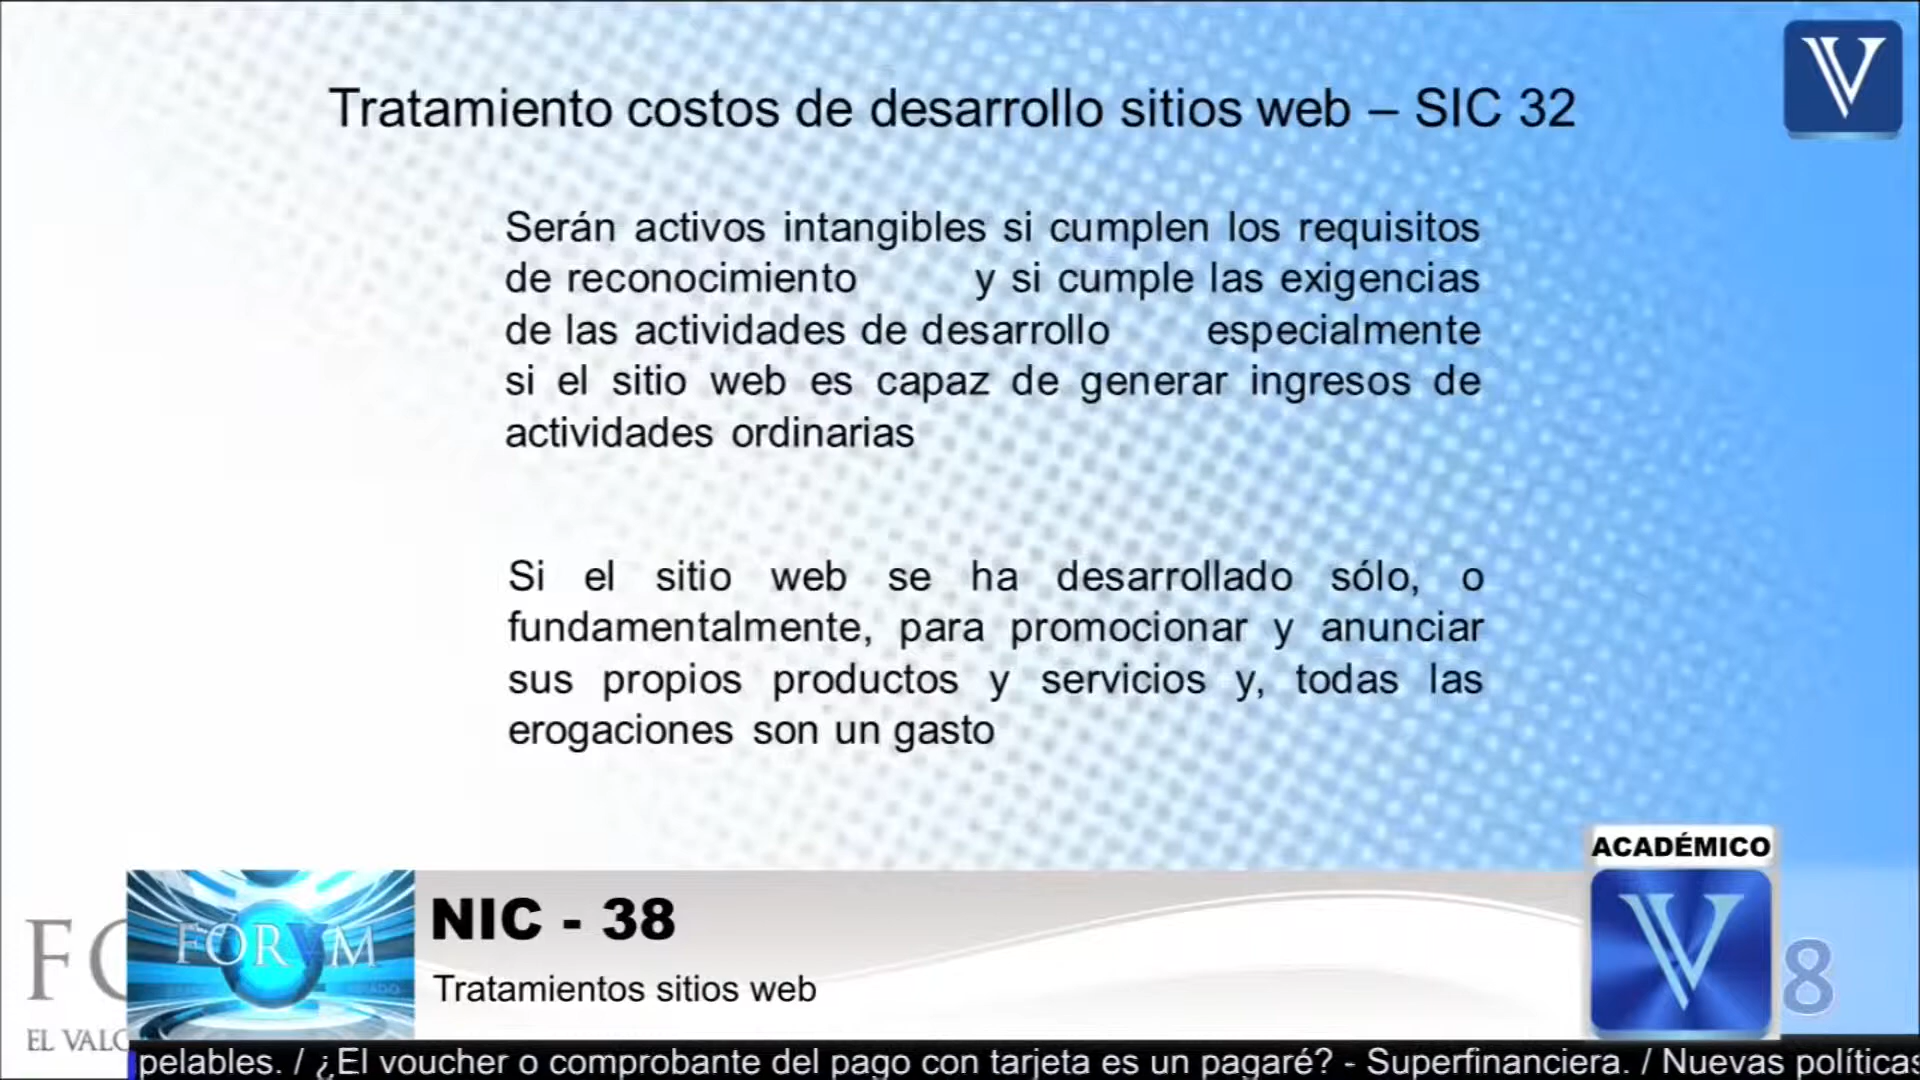 Tratamiento costos de desarrollo sitios web – SIC 32
Serán activos intangibles si cumplen los requisitos
de reconocimiento y si cumple las exigencias
de las actividades de desarrollo especialmente
si el sitio web es capaz de generar ingresos de
actividades ordinarias
Si el sitio web se ha desarrollado sólo, o
fundamentalmente, para promocionar y anunciar
sus propios productos y servicios y, todas las
erogaciones son un gasto
ACADÉMICO
FORVM
NIC - 38
Tratamientos sitios web
8
EL VALO
pelables. / ¿El voucher o comprobante del pago con tarjeta es un pagaré? - Superfinanciera. / Nuevas políticas